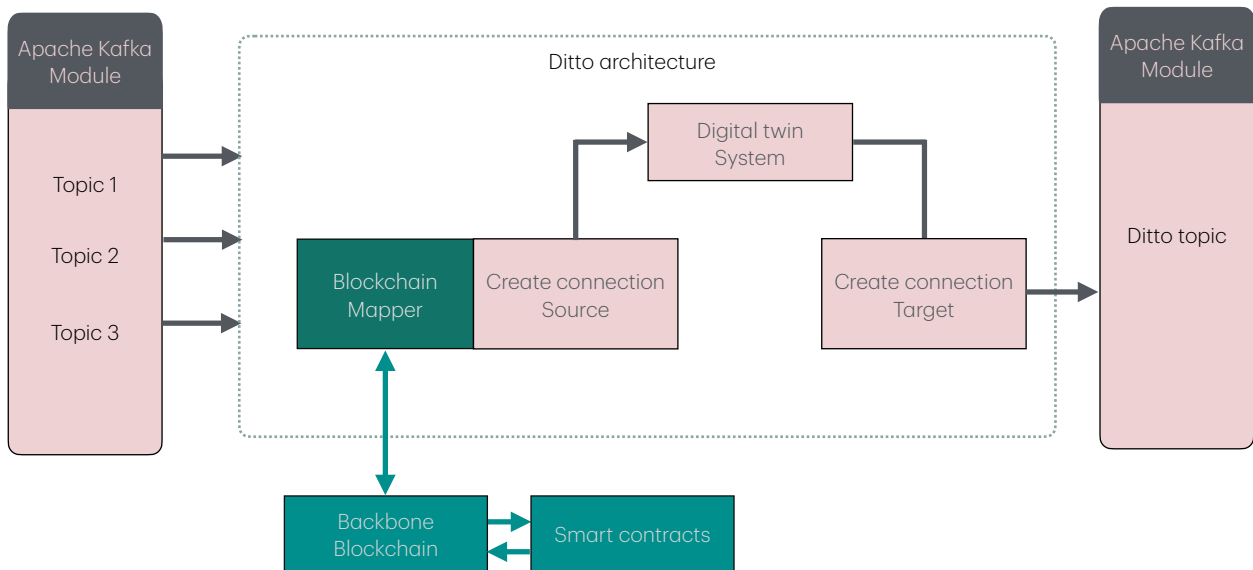 Apache Kafka
Module
Topic 1
Topic 2
Topic 3
Ditto architecture
Digital twin
System
Blockchain
Mapper
Create connection
Source
Create connection
Target
Backbone
Blockchain
Smart contracts
Apache Kafka
Module
Ditto topic